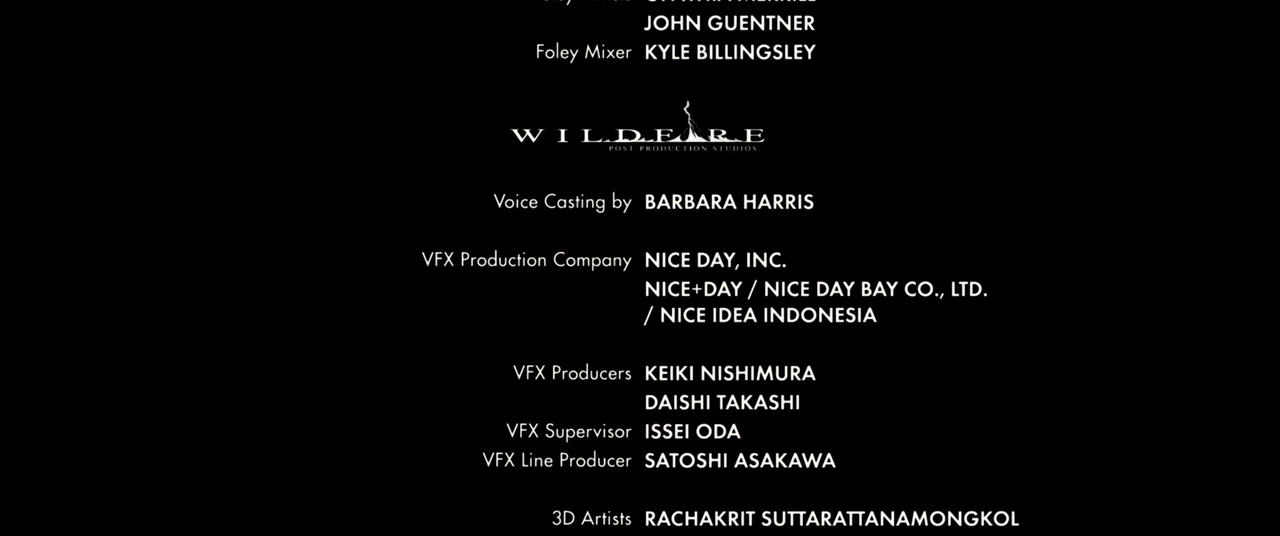 JOHN GUENTNER
Foley Mixer KYLE BILLINGSLEY
WILDFIRE
POST PRODUCTION STUDIOS
Voice Casting by BARBARA HARRIS
VFX Production Company NICE DAY, INC.
NICE+DAY / NICE DAY BAY CO., LTD.
/ NICE IDEA INDONESIA
VFX Producers KEIKI NISHIMURA
DAISHI TAKASHI
VFX Supervisor ISSEI ODA
VFX Line Producer SATOSHI ASAKAWA
3D Artists RACHAKRIT SUTTARATTANAMONGKOL